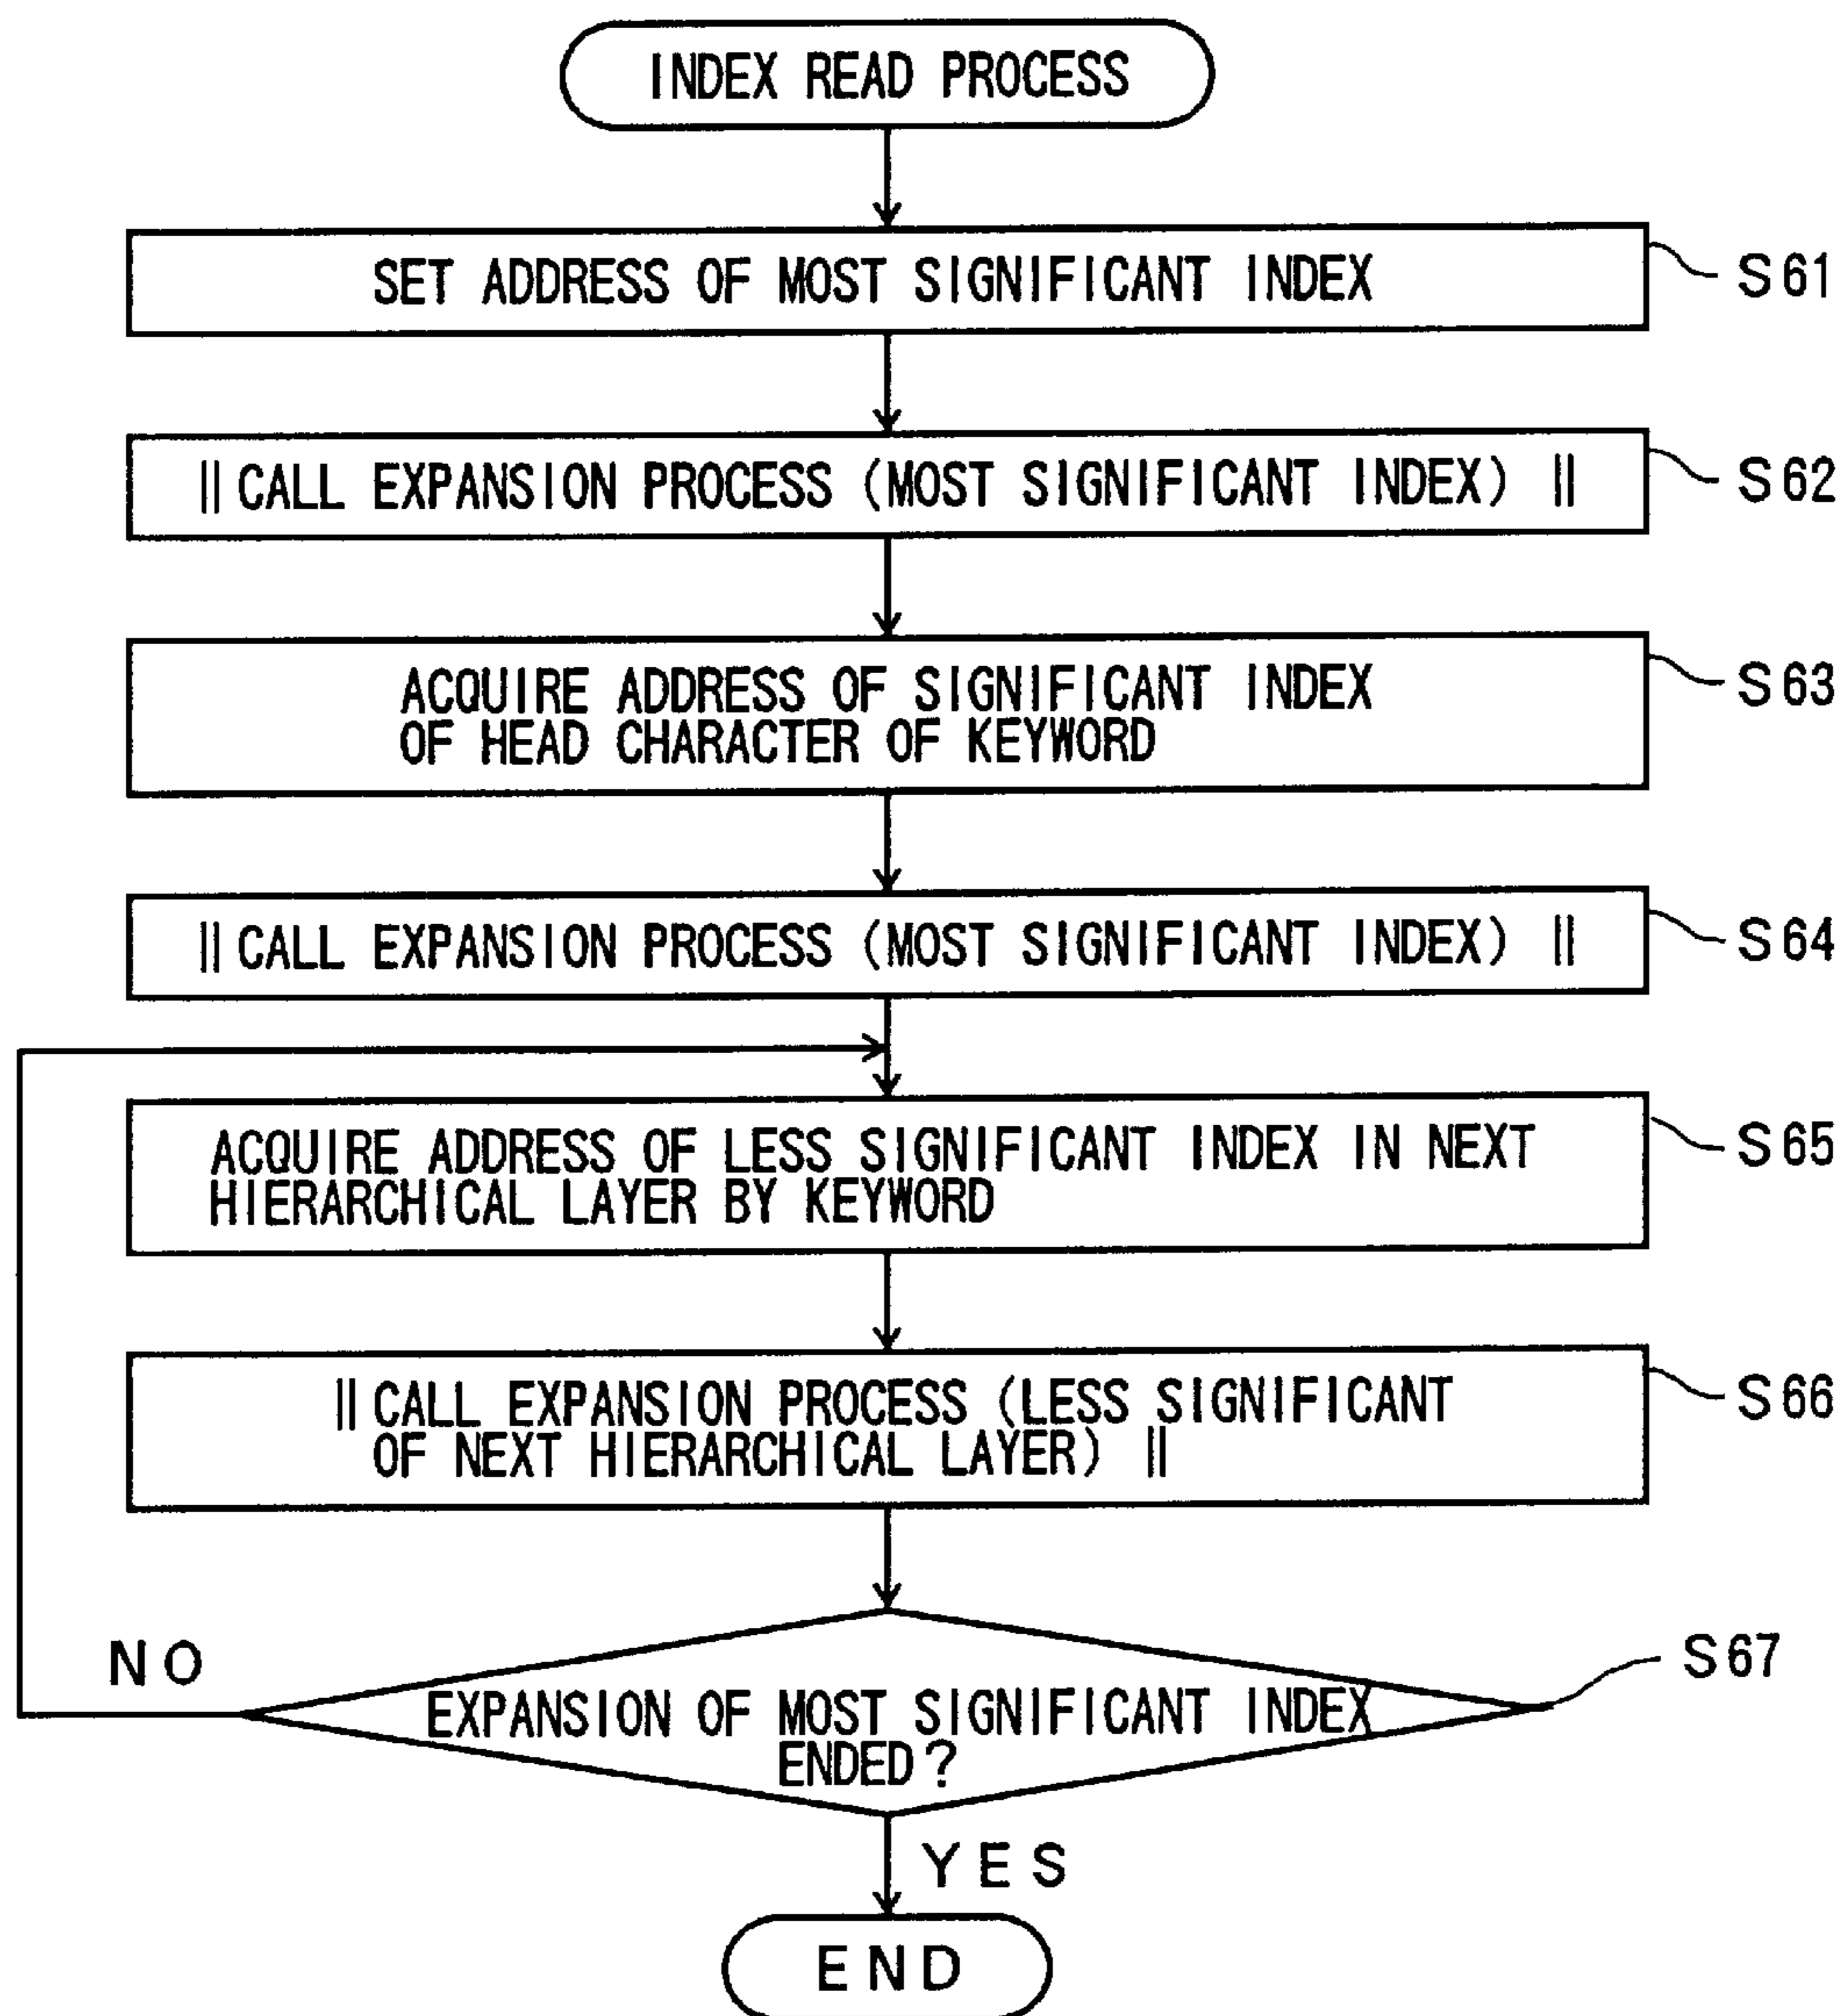 INDEX READ PROCESS
SET ADDRESS OF MOST SIGNIFICANT INDEX
S61
||CALL EXPANSION PROCESS (MOST SIGNIFICANT INDEX) ||
S62
ACQUIRE ADDRESS OF SIGNIFICANT INDEX
OF HEAD CHARACTER OF KEYWORD
S63
||CALL EXPANSION PROCESS (MOST SIGNIFICANT INDEX) ||
S64
ACQUIRE ADDRESS OF LESS SIGNIFICANT INDEX IN NEXT
HIERARCHICAL LAYER BY KEYWORD
S65
||CALL EXPANSION PROCESS (LESS SIGNIFICANT
OF NEXT HIERARCHICAL LAYER) ||
S66
NO
S67
EXPANSION OF MOST SIGNIFICANT INDEX
ENDED?
YES
END